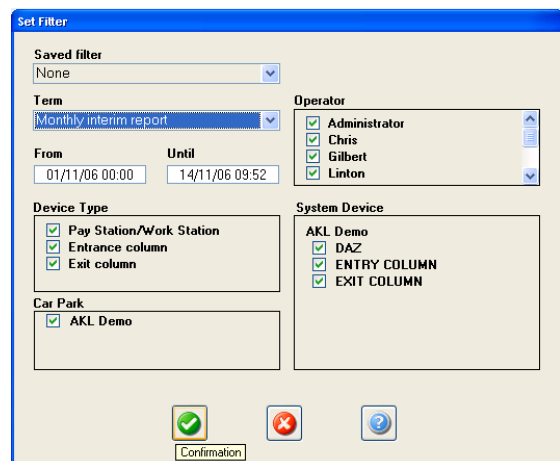 Set Filter
Saved filter
None
Term
Monthly interim report
Operator
Administrator
Chris
Gilbert
Linton
From Until
01/11/06 00:00 14/11/06 09:52
Device Type
Pay Station/Work Station
Entrance column
Exit column
System Device
AKL Demo
DAZ
ENTRY COLUMN
EXIT COLUMN
Car Park
AKL Demo
Confirmation